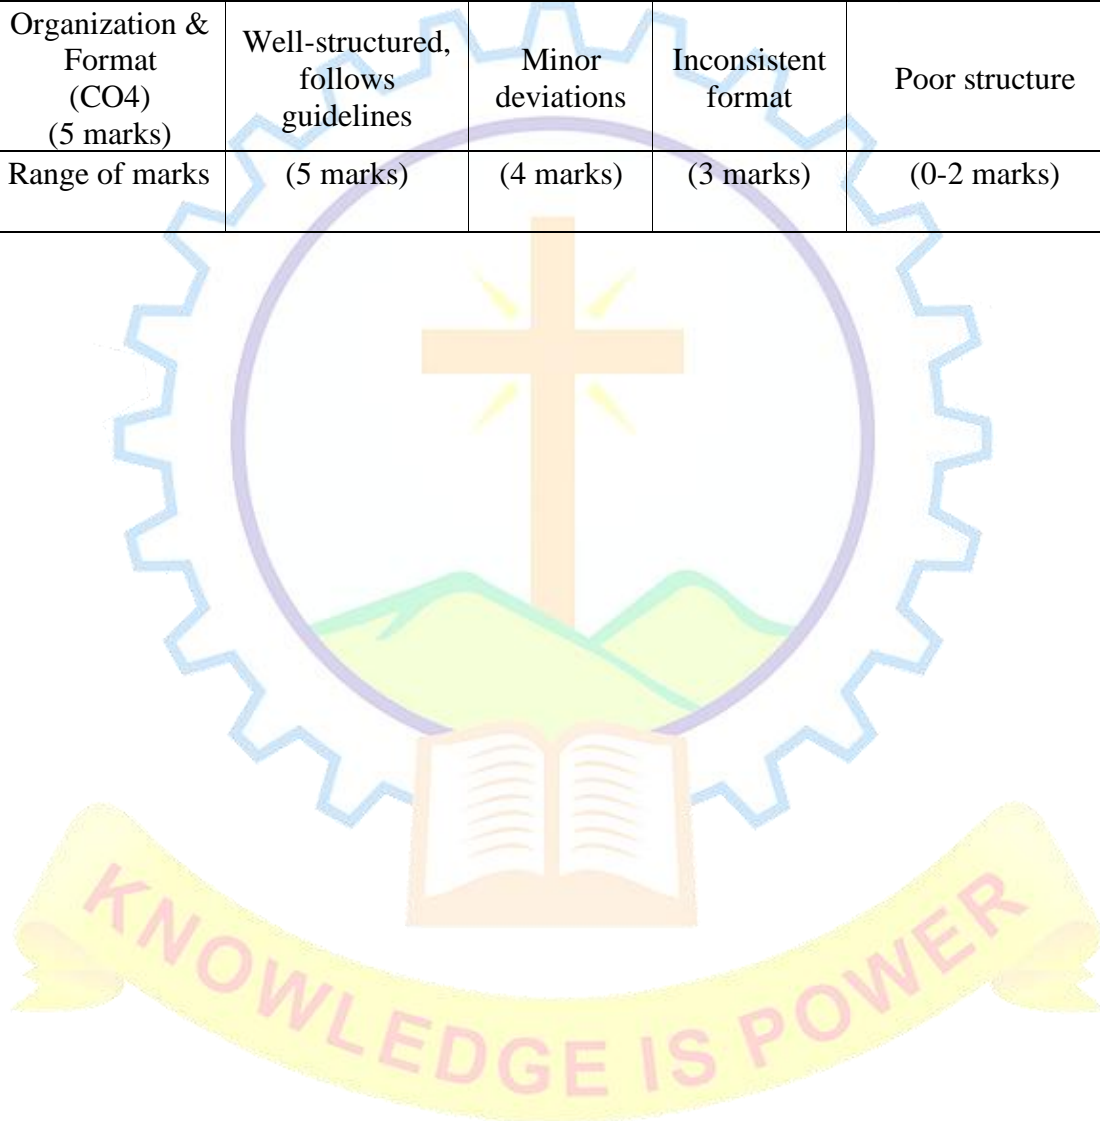 Organization &
Format
(CO4)
(5 marks)
Well-structured,
follows
guidelines
Minor
deviations
Inconsistent
format
Poor structure
Range of marks
(5 marks)
(4 marks)
(3 marks)
(0-2 marks)
KNOWLEDGE IS POWER